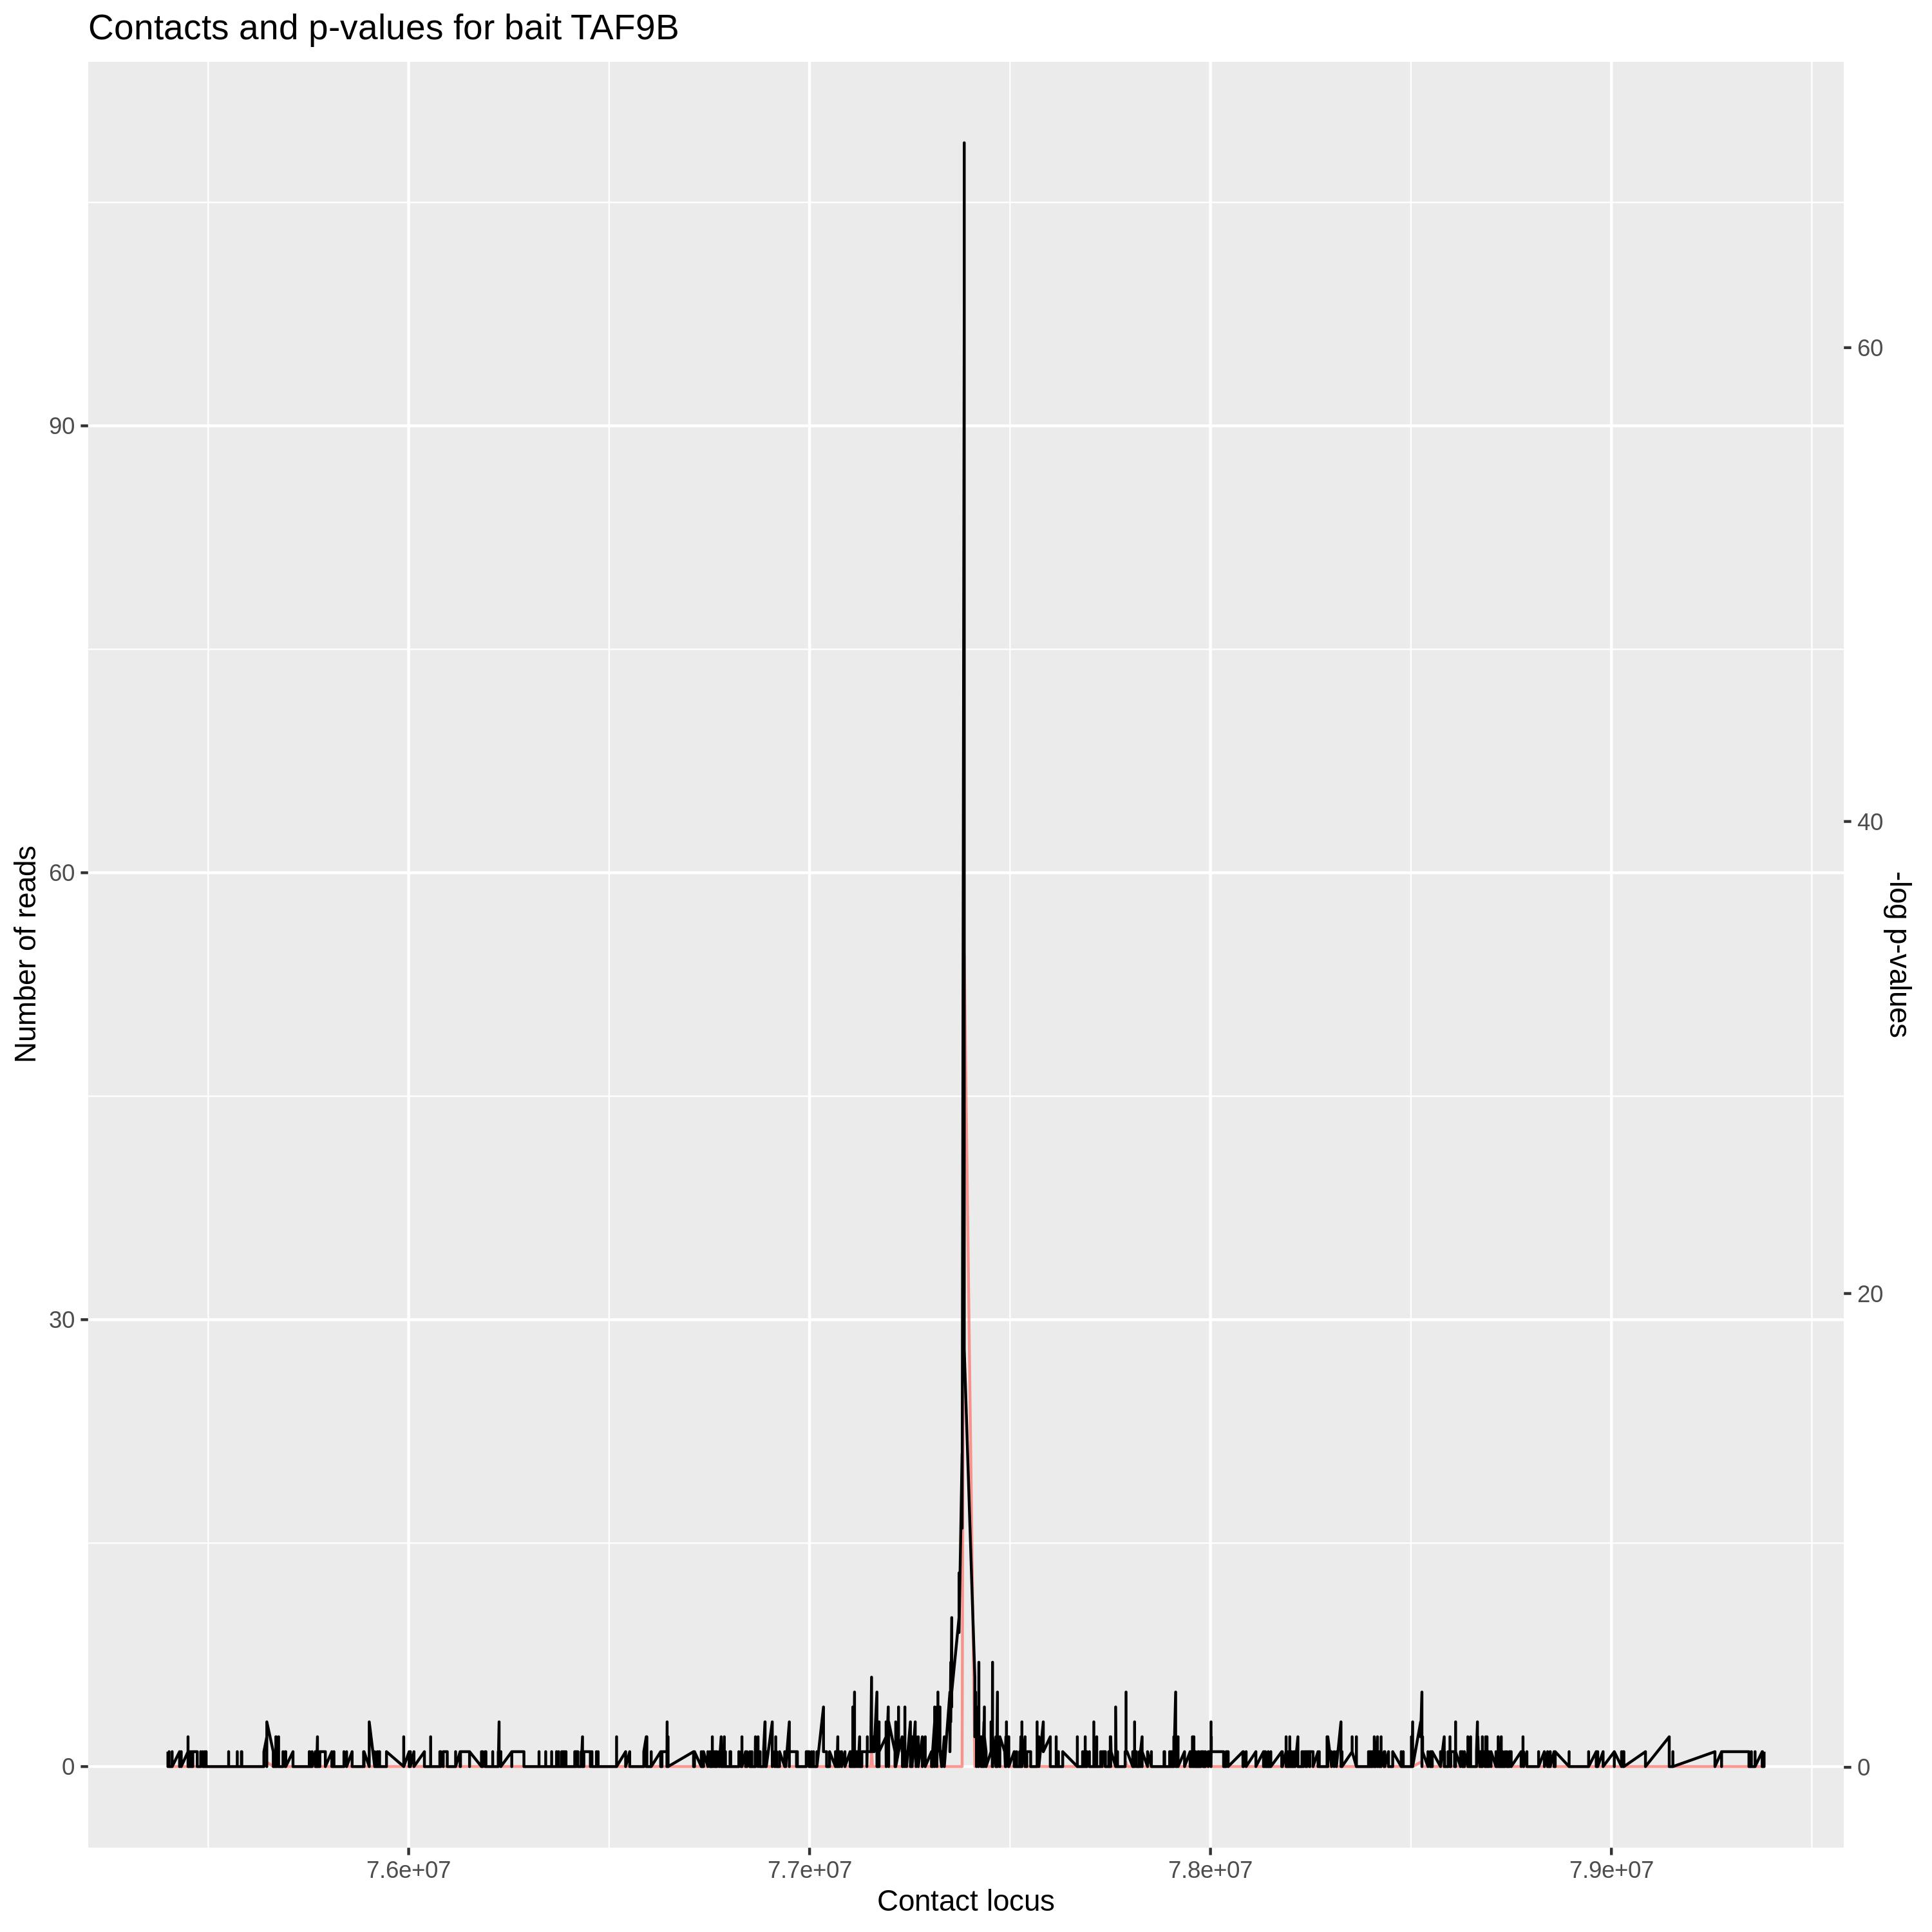 Contacts and p-values for bait TAF9B
Number of reads
90
60
30
0
60
40
20
0
-log p-values
7.6e+07 7.7e+07 7.8e+07 7.9e+07
Contact locus